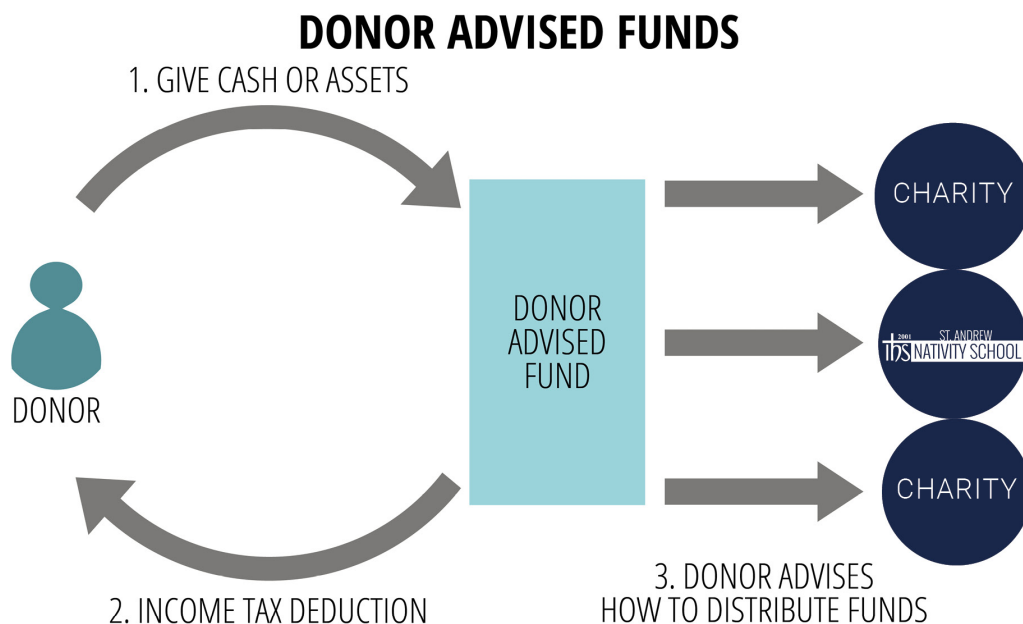 DONOR ADVISED FUNDS
1. GIVE CASH OR ASSETS
DONOR
DONOR
ADVISED
FUND
CHARITY
2001
ihs
ST. ANDREW
NATIVITY SCHOOL
CHARITY
2. INCOME TAX DEDUCTION
3. DONOR ADVISES
HOW TO DISTRIBUTE FUNDS